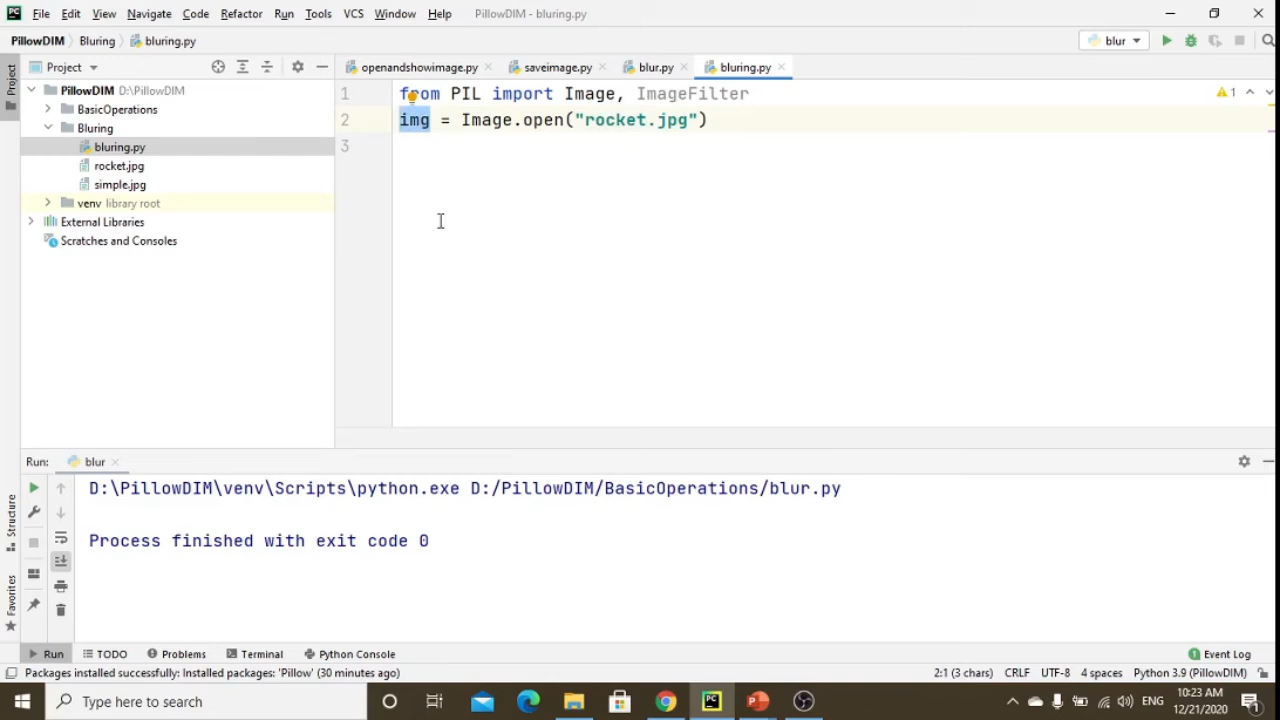 PC File Edit View Navigate Code Refactor Run Tools VCS Window Help PillowDIM - bluring.py
PillowDIM Bluring bluring.py blur
Project Project openandshowimage.py saveimage.py blur.py bluring.py
PillowDIM D:\PillowDIM
BasicOperations
Bluring
bluring.py
rocket.jpg
simple.jpg
venv library root
External Libraries
Scratches and Consoles
1 from PIL import Image, ImageFilter 1
2 img = Image.open("rocket.jpg")
3
Run: blur
D:\PillowDIM\venv\Scripts\python.exe D:/PillowDIM/BasicOperations/blur.py
Process finished with exit code 0
Structure
Favorites
Run TODO Problems Terminal Python Console 1 Event Log
Packages installed successfully: Installed packages: 'Pillow' (30 minutes ago) 2:1 (3 chars) CRLF UTF-8 4 spaces Python 3.9 (PillowDIM)
Type here to search PC ENG 10:23 AM
12/21/2020 1